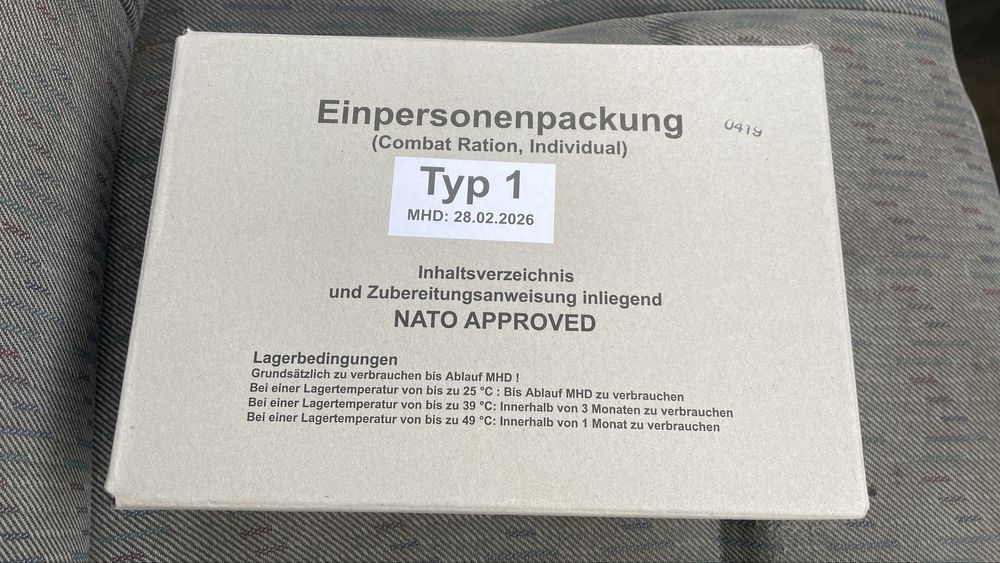 Einpersonenpackung
0419
(Combat Ration, Individual)
Typ 1
MHD: 28.02.2026
Inhaltsverzeichnis
und Zubereitungsanweisung inliegend
NATO APPROVED
Lagerbedingungen
Grundsätzlich zu verbrauchen bis Ablauf MHD !
Bei einer Lagertemperatur von bis zu 25 °C : Bis Ablauf MHD zu verbrauchen
Bei einer Lagertemperatur von bis zu 39 °C: Innerhalb von 3 Monaten zu verbrauchen
Bei einer Lagertemperatur von bis zu 49 °C: Innerhalb von 1 Monat zu verbrauchen